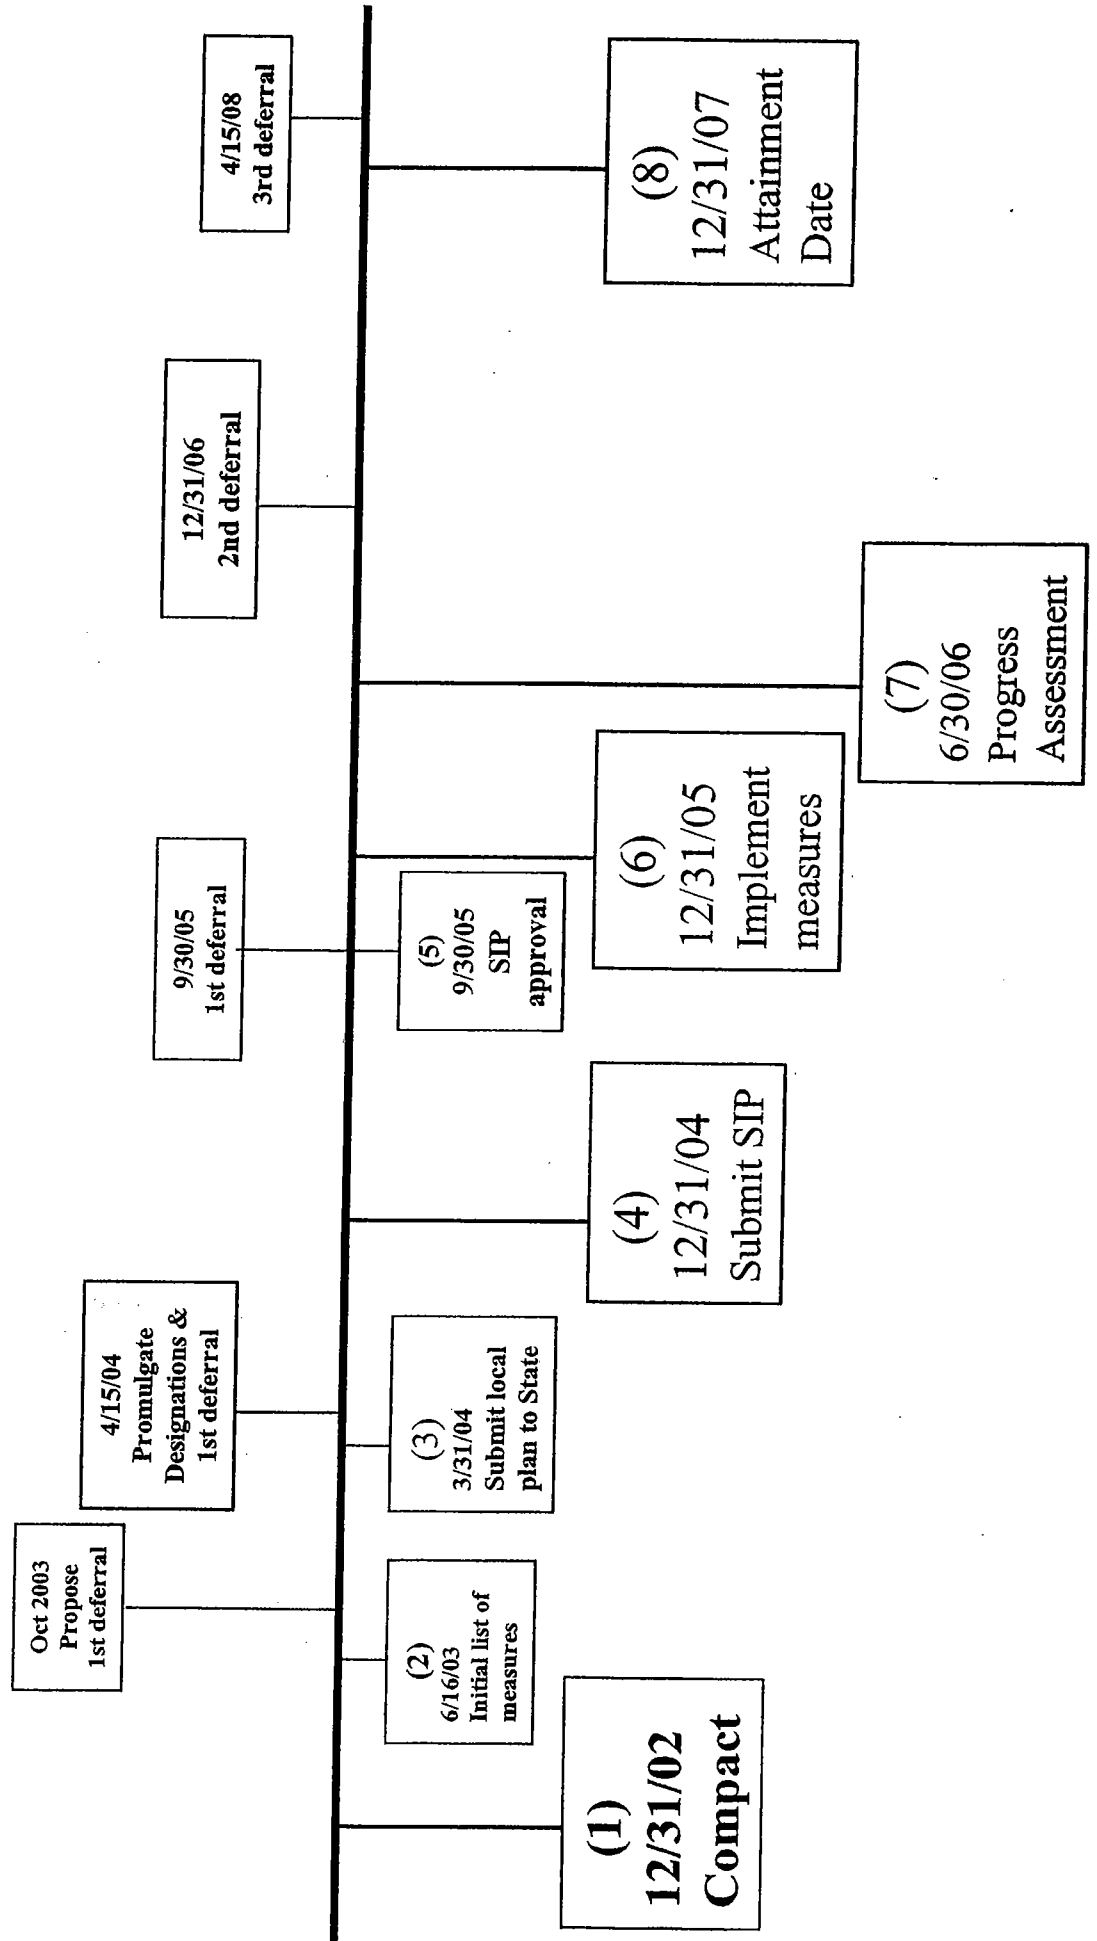 Oct 2003
Propose
1st deferral
4/15/04
Promulgate
Designations &
1st deferral
9/30/05
1st deferral
12/31/06
2nd deferral
4/15/08
3rd deferral
(1)
12/31/02
Compact
(2)
6/16/03
Initial list of
measures
(3)
3/31/04
Submit local
plan to State
(4)
12/31/04
Submit SIP
(5)
9/30/05
SIP
approval
(6)
12/31/05
Implement
measures
(7)
6/30/06
Progress
Assessment
(8)
12/31/07
Attainment
Date